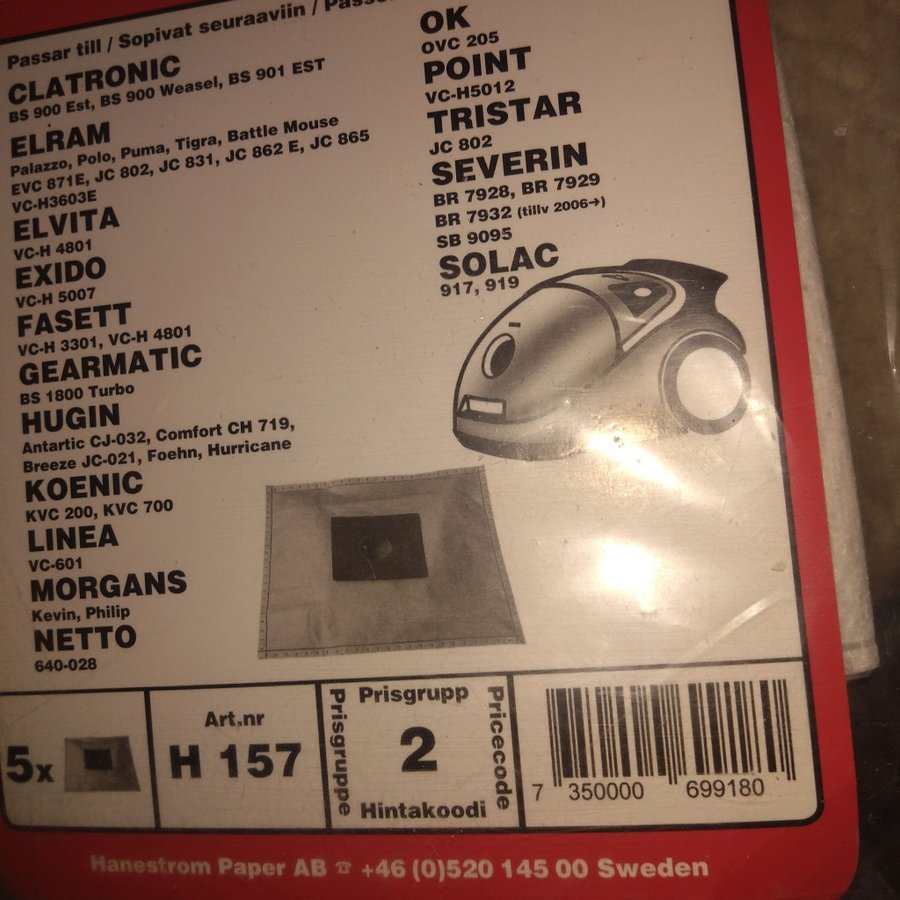 Passar till / Sopivat seuraaviin /
CLATRONIC
BS 900 Est, BS 900 Weasel, BS 901 EST
ELRAM
Palazzo, Polo, Puma, Tigra, Battle Mouse
EVC 871E, JC 802, JC 831, JC 862 E, JC 865
VC-H3603E
ELVITA
VC-H 4801
EXIDO
VC-H 5007
FASETT
VC-H 3301, VC-H 4801
GEARMATIC
BS 1800 Turbo
HUGIN
Antartic CJ-032, Comfort CH 719,
Breeze JC-021, Foehn, Hurricane
KOENIC
KVC 200, KVC 700
LINEA
VC-601
MORGANS
Kevin, Philip
NETTO
640-028
OK
OVC 205
POINT
VC-H5012
TRISTAR
JC 802
SEVERIN
BR 7928, BR 7929
BR 7932 (tillv 2006→)
SB 9095
SOLAC
917, 919
5x
Art.nr
H 157
Prisgruppe
Prisgrupp
2
Hintakoodi
Pricecode
7 350000 699180
Hanestrom Paper AB ☎ +46 (0)520 145 00 Sweden